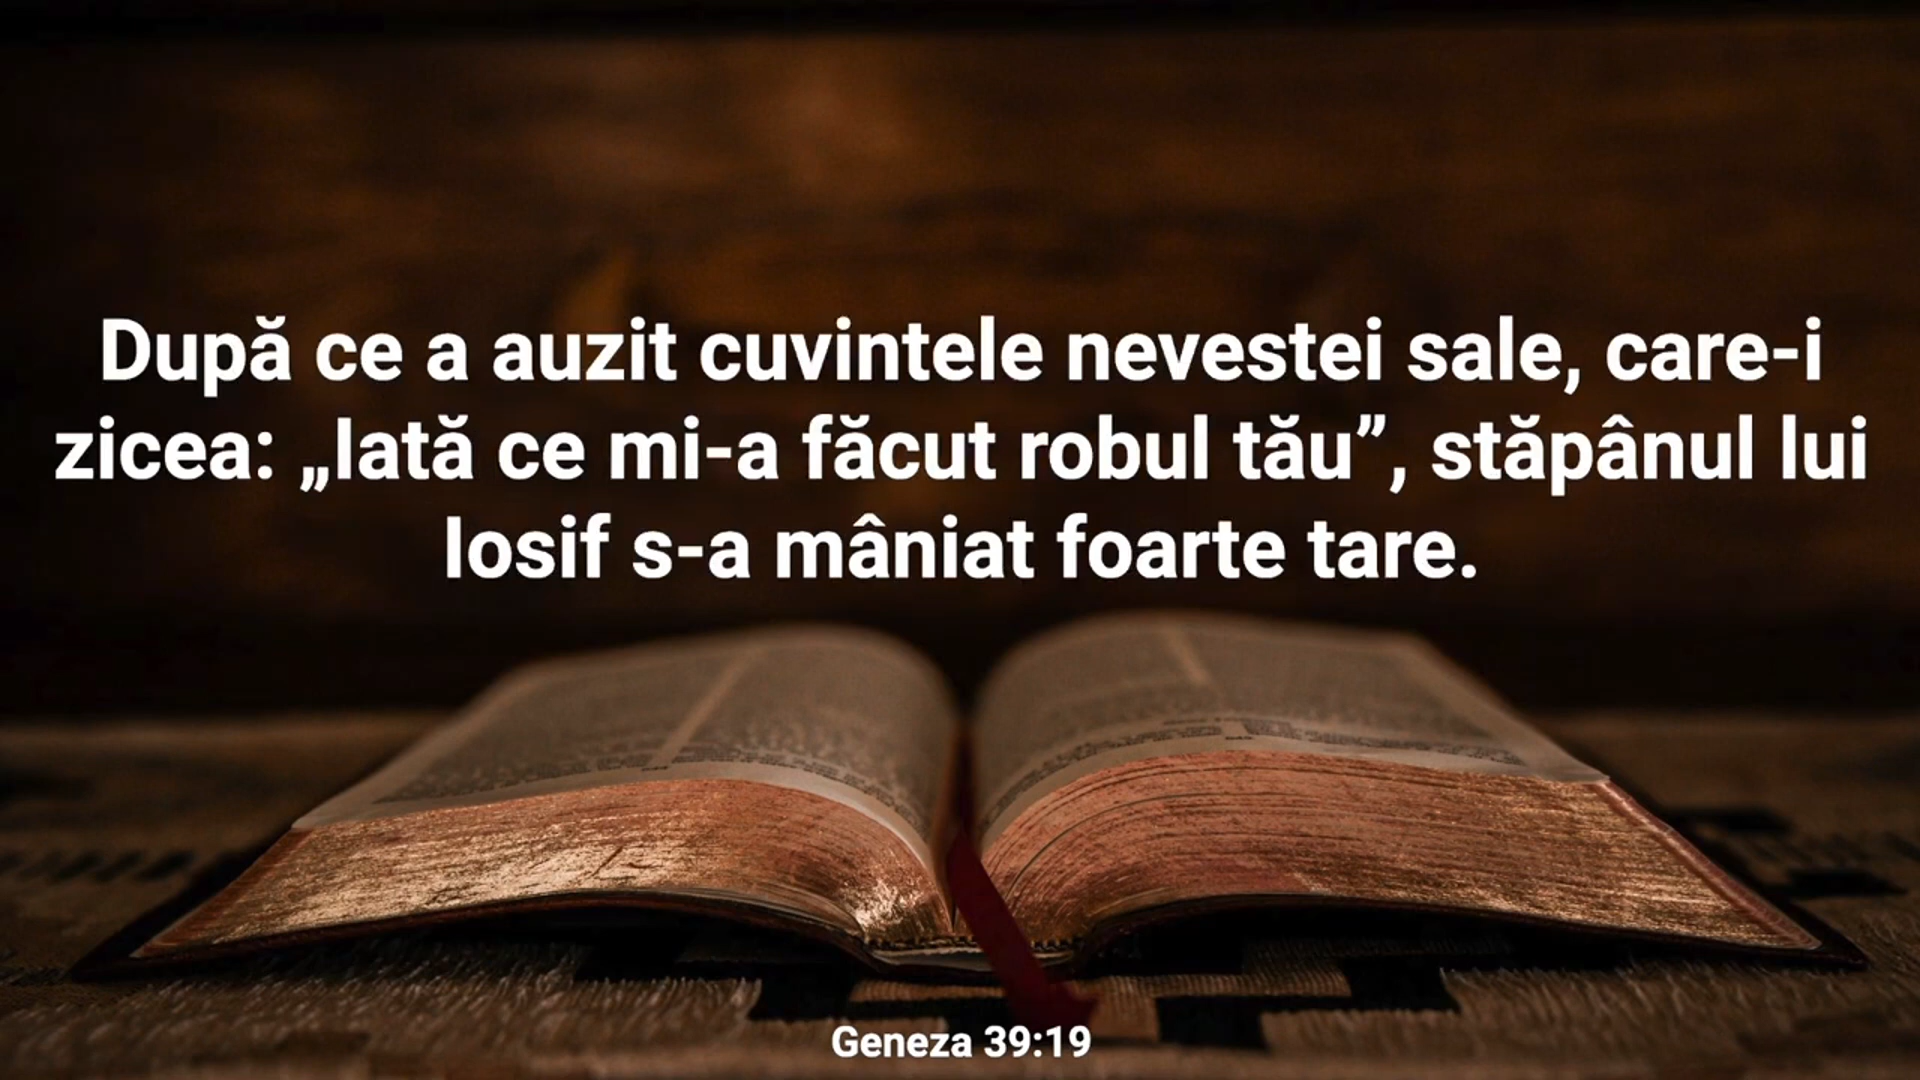 După ce a auzit cuvintele nevestei sale, care-i
zicea: „Iată ce mi-a făcut robul tău”, stăpânul lui
Iosif s-a mâniat foarte tare.
Geneza 39:19